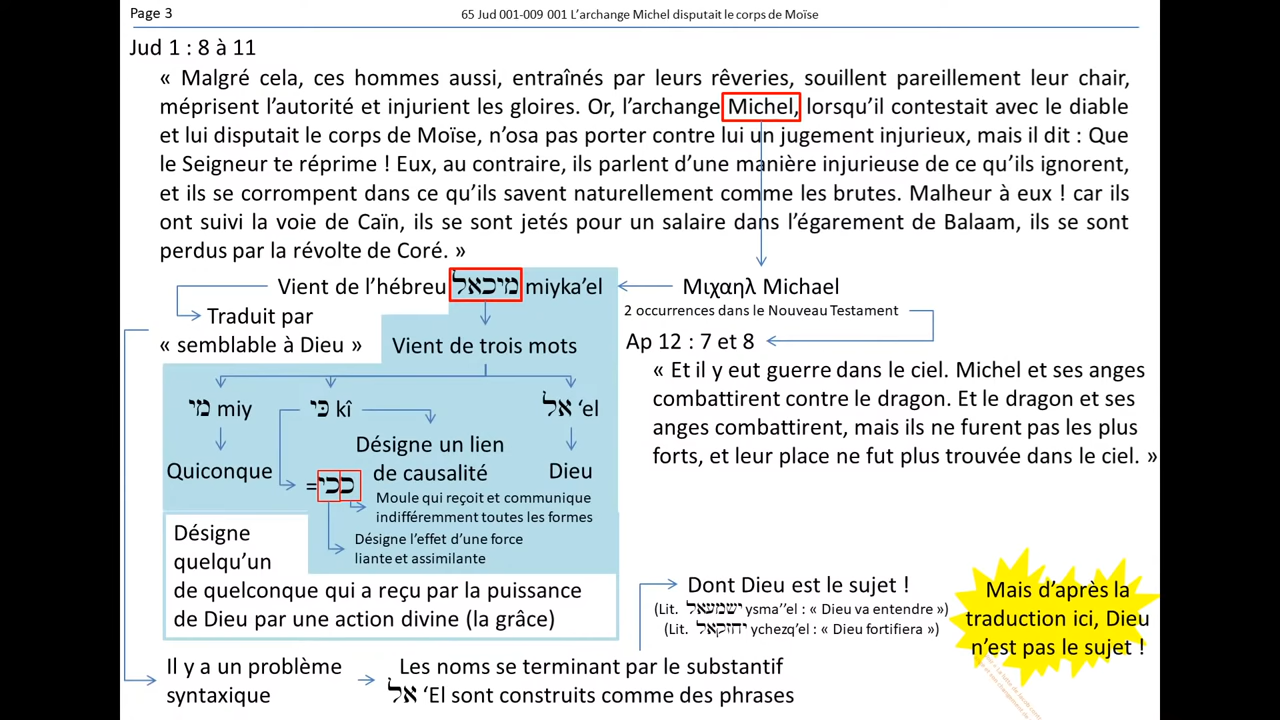 Page 3
65 Jud 001-009 001 L’archange Michel disputait le corps de Moïse
Jud 1 : 8 à 11
« Malgré cela, ces hommes aussi, entraînés par leurs rêveries, souillent pareillement leur chair,
méprisent l’autorité et injurient les gloires. Or, l’archange Michel, lorsqu’il contestait avec le diable
et lui disputait le corps de Moïse, n’osa pas porter contre lui un jugement injurieux, mais il dit : Que
le Seigneur te réprime ! Eux, au contraire, ils parlent d’une manière injurieuse de ce qu’ils ignorent,
et ils se corrompent dans ce qu’ils savent naturellement comme les brutes. Malheur à eux ! car ils
ont suivi la voie de Caïn, ils se sont jetés pour un salaire dans l’égarement de Balaam, ils se sont
perdus par la révolte de Coré. »
Vient de l’hébreu מיכאל miyka’el
Μιχαηλ Michael
2 occurrences dans le Nouveau Testament
Traduit par
« semblable à Dieu »
Vient de trois mots
Ap 12 : 7 et 8
« Et il y eut guerre dans le ciel. Michel et ses anges
combattirent contre le dragon. Et le dragon et ses
anges combattirent, mais ils ne furent pas les plus
forts, et leur place ne fut plus trouvée dans le ciel. »
מי miy
כּי kî
אל ‘el
Quiconque
Désigne un lien
de causalité
Dieu
=ככי
Moule qui reçoit et communique
indifféremment toutes les formes
Désigne l’effet d’une force
liante et assimilante
Désigne
quelqu’un
de quelconque qui a reçu par la puissance
de Dieu par une action divine (la grâce)
Dont Dieu est le sujet !
(Lit. ישמעאל ysma’’el : « Dieu va entendre »)
(Lit. יחזקאל ychezq’el : « Dieu fortifiera »)
Mais d’après la
traduction ici, Dieu
n’est pas le sujet !
Il y a un problème
syntaxique
Les noms se terminant par le substantif
אל ‘El sont construits comme des phrases